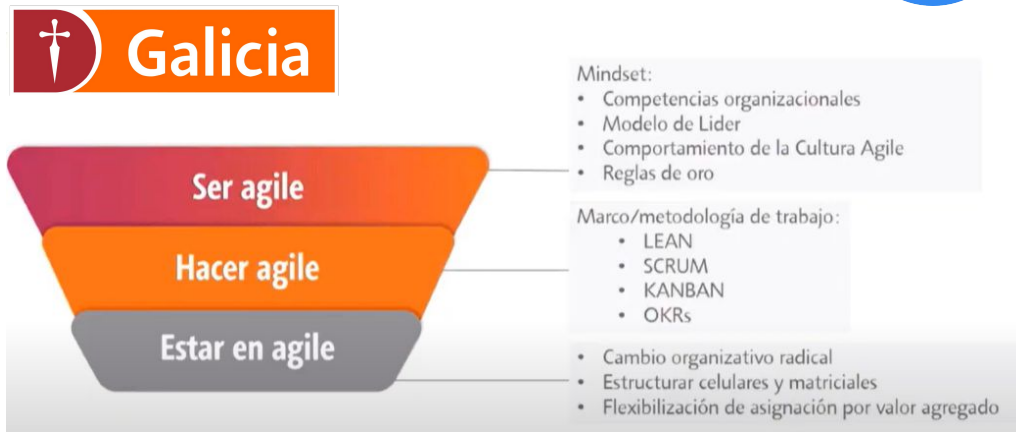 Galicia
Ser agile
Hacer agile
Estar en agile
Mindset:
• Competencias organizacionales
• Modelo de Lider
• Comportamiento de la Cultura Agile
• Reglas de oro
Marco/metodología de trabajo:
• LEAN
• SCRUM
• KANBAN
• OKRs
• Cambio organizativo radical
• Estructurar celulares y matriciales
• Flexibilización de asignación por valor agregado